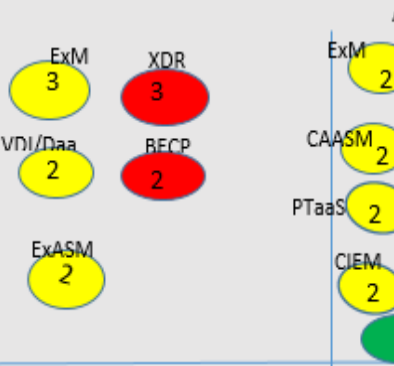 ExM
3
XDR
3
VDI/Daa
2
BECP
2
ExASM
2
ExM
2
CAASM
2
PTaaS
2
CIEM
2